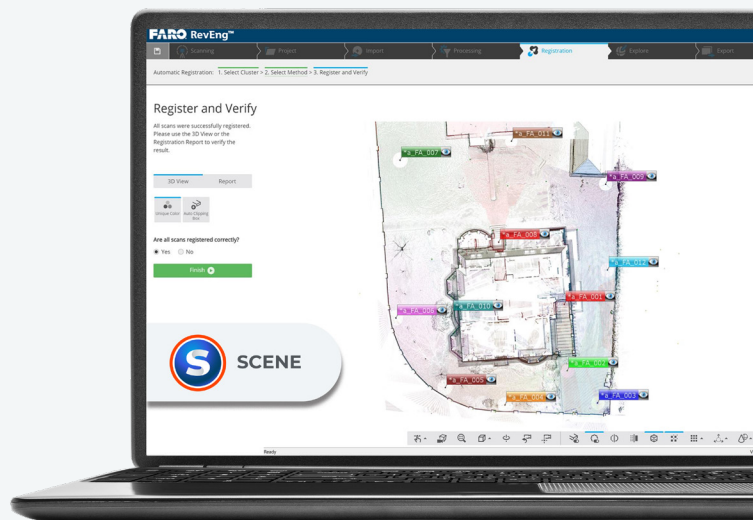 FARO RevEng™
Scanning
Project
Import
Processing
Registration
Explore
Export
Automatic Registration: 1. Select Cluster > 2. Select Method > 3. Register and Verify
Register and Verify
All scans were successfully registered.
Please use the 3D View or the
Registration Report to verify the
result.
3D View
Report
Unique Color
Auto Clipping
Box
Are all scans registered correctly?
Yes
No
Finish
*a_FA_011
*a_FA_007
*a_FA_009
*a_FA_008
*a_FA_012
*a_FA_001
*a_FA_006
*a_FA_010
*a_FA_002
*a_FA_005
*a_FA_004
*a_FA_003
S SCENE
Ready
V